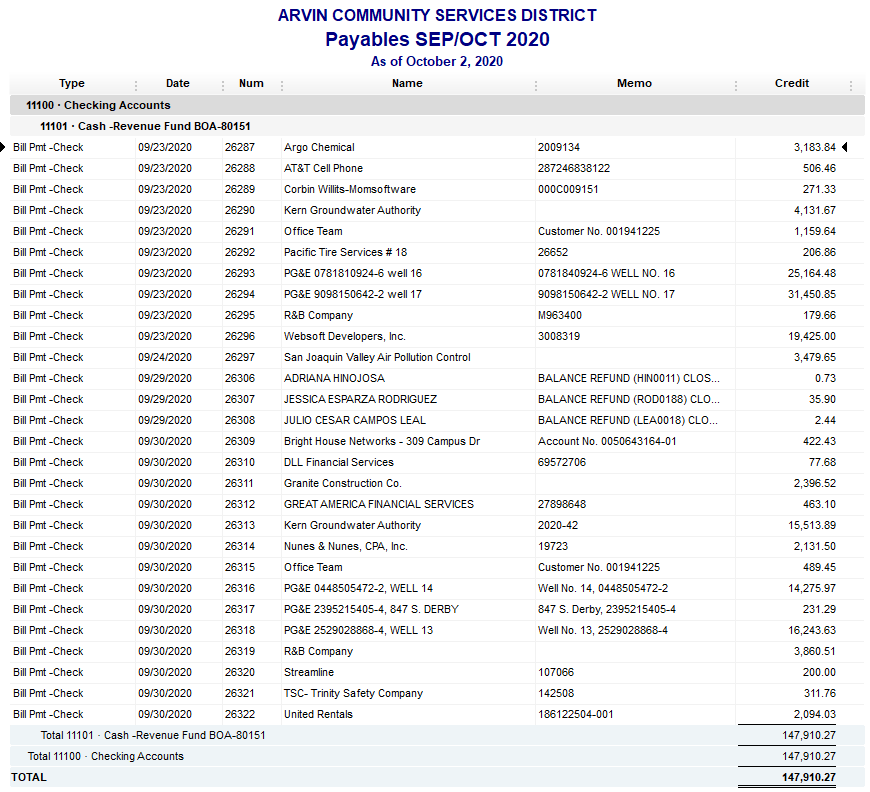 ARVIN COMMUNITY SERVICES DISTRICT
Payables SEP/OCT 2020
As of October 2, 2020
Type Date Num Name Memo Credit
11100 · Checking Accounts
11101 · Cash -Revenue Fund BOA-80151
Bill Pmt -Check 09/23/2020 26287 Argo Chemical 2009134 3,183.84
Bill Pmt -Check 09/23/2020 26288 AT&T Cell Phone 287246838122 506.46
Bill Pmt -Check 09/23/2020 26289 Corbin Willits-Momsoftware 000C009151 271.33
Bill Pmt -Check 09/23/2020 26290 Kern Groundwater Authority 4,131.67
Bill Pmt -Check 09/23/2020 26291 Office Team Customer No. 001941225 1,159.64
Bill Pmt -Check 09/23/2020 26292 Pacific Tire Services # 18 26652 206.86
Bill Pmt -Check 09/23/2020 26293 PG&E 0781810924-6 well 16 0781840924-6 WELL NO. 16 25,164.48
Bill Pmt -Check 09/23/2020 26294 PG&E 9098150642-2 well 17 9098150642-2 WELL NO. 17 31,450.85
Bill Pmt -Check 09/23/2020 26295 R&B Company M963400 179.66
Bill Pmt -Check 09/23/2020 26296 Websoft Developers, Inc. 3008319 19,425.00
Bill Pmt -Check 09/24/2020 26297 San Joaquin Valley Air Pollution Control 3,479.65
Bill Pmt -Check 09/29/2020 26306 ADRIANA HINOJOSA BALANCE REFUND (HIN0011) CLOS... 0.73
Bill Pmt -Check 09/29/2020 26307 JESSICA ESPARZA RODRIGUEZ BALANCE REFUND (ROD0188) CLO... 35.90
Bill Pmt -Check 09/29/2020 26308 JULIO CESAR CAMPOS LEAL BALANCE REFUND (LEA0018) CLO... 2.44
Bill Pmt -Check 09/30/2020 26309 Bright House Networks - 309 Campus Dr Account No. 0050643164-01 422.43
Bill Pmt -Check 09/30/2020 26310 DLL Financial Services 69572706 77.68
Bill Pmt -Check 09/30/2020 26311 Granite Construction Co. 2,396.52
Bill Pmt -Check 09/30/2020 26312 GREAT AMERICA FINANCIAL SERVICES 27898648 463.10
Bill Pmt -Check 09/30/2020 26313 Kern Groundwater Authority 2020-42 15,513.89
Bill Pmt -Check 09/30/2020 26314 Nunes & Nunes, CPA, Inc. 19723 2,131.50
Bill Pmt -Check 09/30/2020 26315 Office Team Customer No. 001941225 489.45
Bill Pmt -Check 09/30/2020 26316 PG&E 0448505472-2, WELL 14 Well No. 14, 0448505472-2 14,275.97
Bill Pmt -Check 09/30/2020 26317 PG&E 2395215405-4, 847 S. DERBY 847 S. Derby, 2395215405-4 231.29
Bill Pmt -Check 09/30/2020 26318 PG&E 2529028868-4, WELL 13 Well No. 13, 2529028868-4 16,243.63
Bill Pmt -Check 09/30/2020 26319 R&B Company 3,860.51
Bill Pmt -Check 09/30/2020 26320 Streamline 107066 200.00
Bill Pmt -Check 09/30/2020 26321 TSC- Trinity Safety Company 142508 311.76
Bill Pmt -Check 09/30/2020 26322 United Rentals 186122504-001 2,094.03
Total 11101 · Cash -Revenue Fund BOA-80151 147,910.27
Total 11100 · Checking Accounts 147,910.27
TOTAL 147,910.27